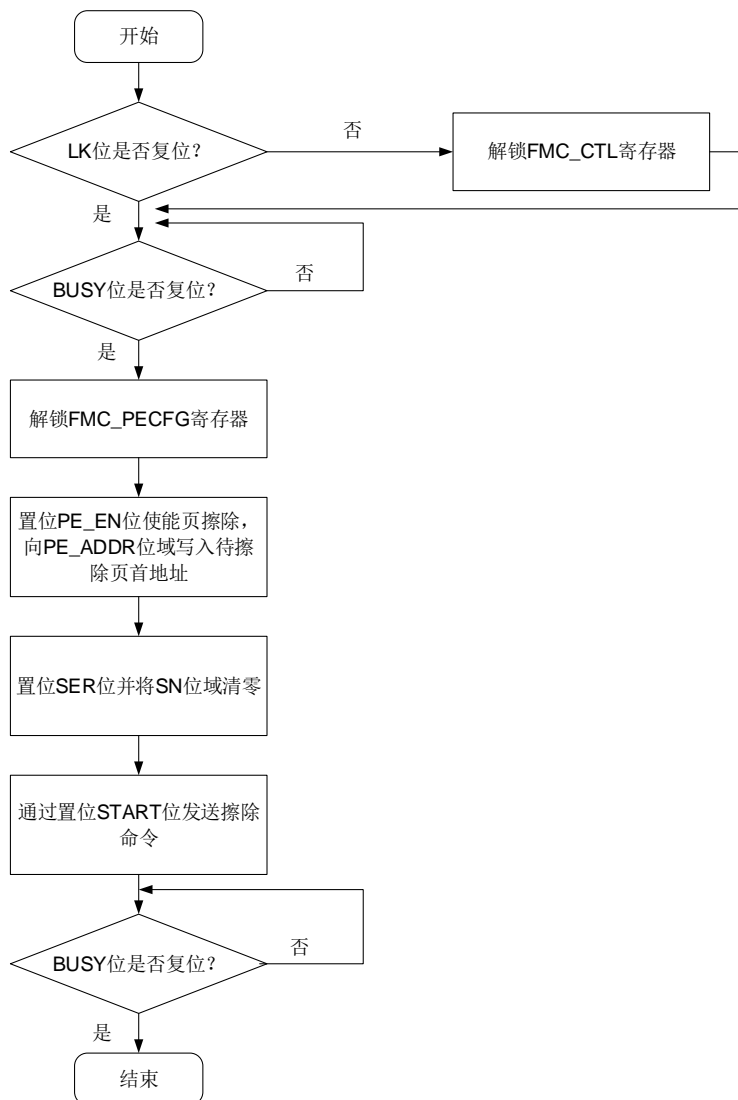 开始
LK位是否复位？
否
解锁FMC_CTL寄存器
是
BUSY位是否复位？
否
是
解锁FMC_PECFG寄存器
置位PE_EN位使能页擦除，
向PE_ADDR位域写入待擦
除页首地址
置位SER位并将SN位域清零
通过置位START位发送擦除
命令
BUSY位是否复位？
否
是
结束